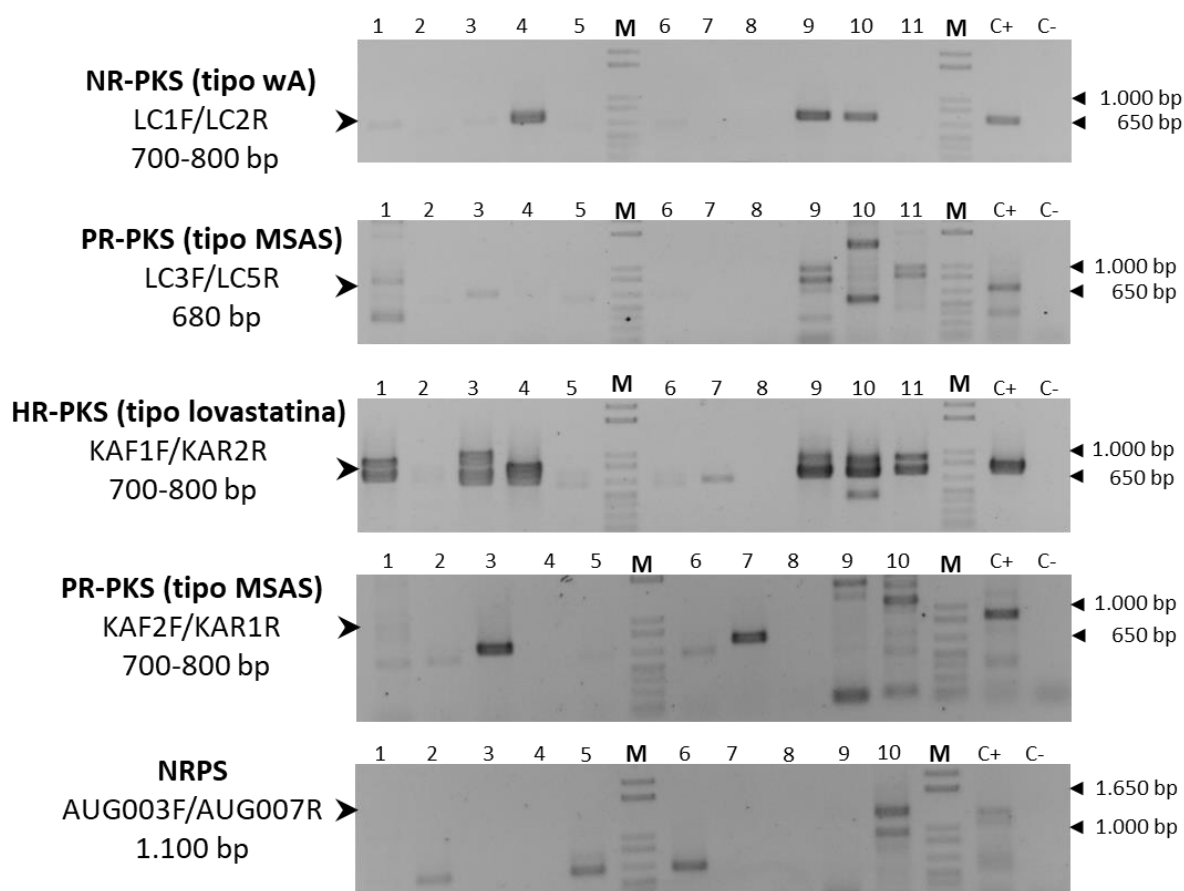 1 2 3 4 5 M 6 7 8 9 10 11 M C+ C-
NR-PKS (tipo wA)
LC1F/LC2R
700-800 bp
1.000 bp
650 bp
1 2 3 4 5 M 6 7 8 9 10 11 M C+ C-
PR-PKS (tipo MSAS)
LC3F/LC5R
680 bp
1.000 bp
650 bp
1 2 3 4 5 M 6 7 8 9 10 11 M C+ C-
HR-PKS (tipo lovastatina)
KAF1F/KAR2R
700-800 bp
1.000 bp
650 bp
1 2 3 4 5 M 6 7 8 9 10 M C+ C-
PR-PKS (tipo MSAS)
KAF2F/KAR1R
700-800 bp
1.000 bp
650 bp
1 2 3 4 5 M 6 7 8 9 10 M C+ C-
NRPS
AUG003F/AUG007R
1.100 bp
1.650 bp
1.000 bp